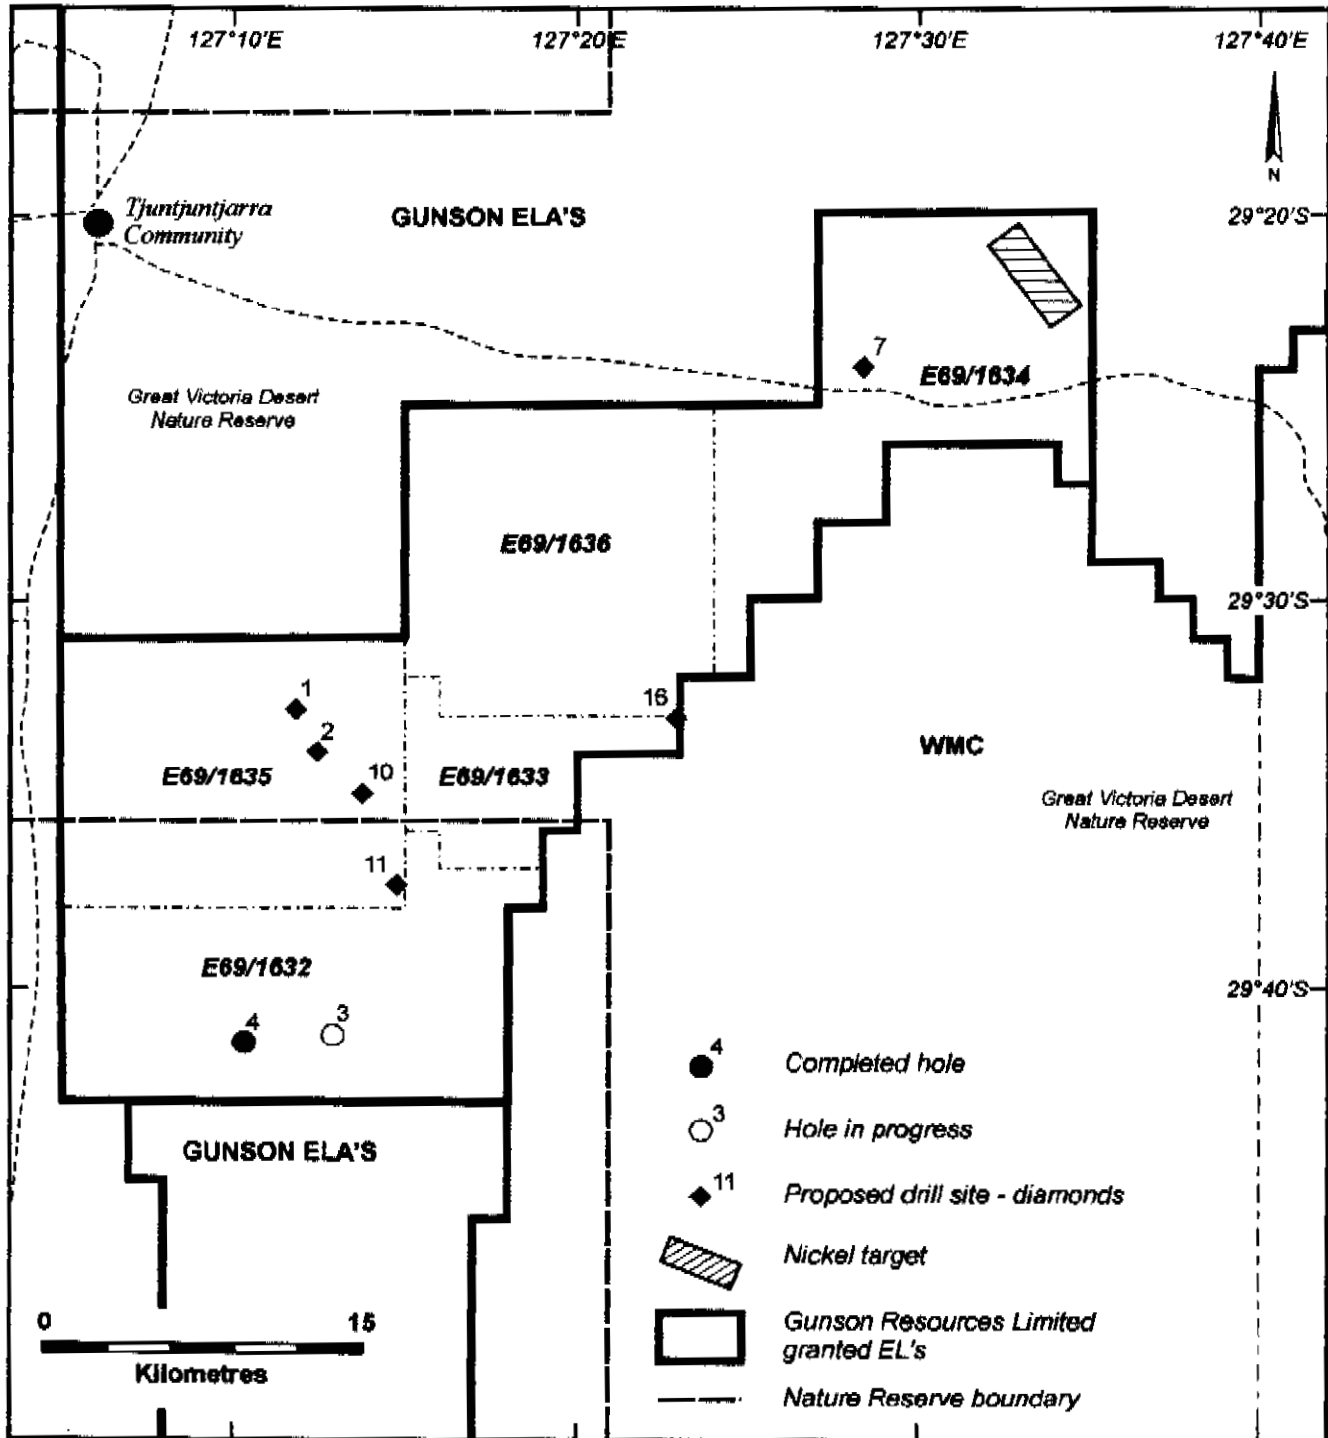 127°10'E
127°20'E
127°30'E
127°40'E
N
Tjuntjuntjarra
Community
GUNSON ELA'S
29°20'S
7
E69/1634
Great Victoria Desert
Nature Reserve
E69/1636
29°30'S
1
2
16
10
E69/1635
E69/1633
WMC
Great Victoria Desert
Nature Reserve
11
E69/1632
29°40'S
4
3
4
Completed hole
3
Hole in progress
GUNSON ELA'S
11
Proposed drill site - diamonds
Nickel target
0
15
Kilometres
Gunson Resources Limited
granted EL's
Nature Reserve boundary